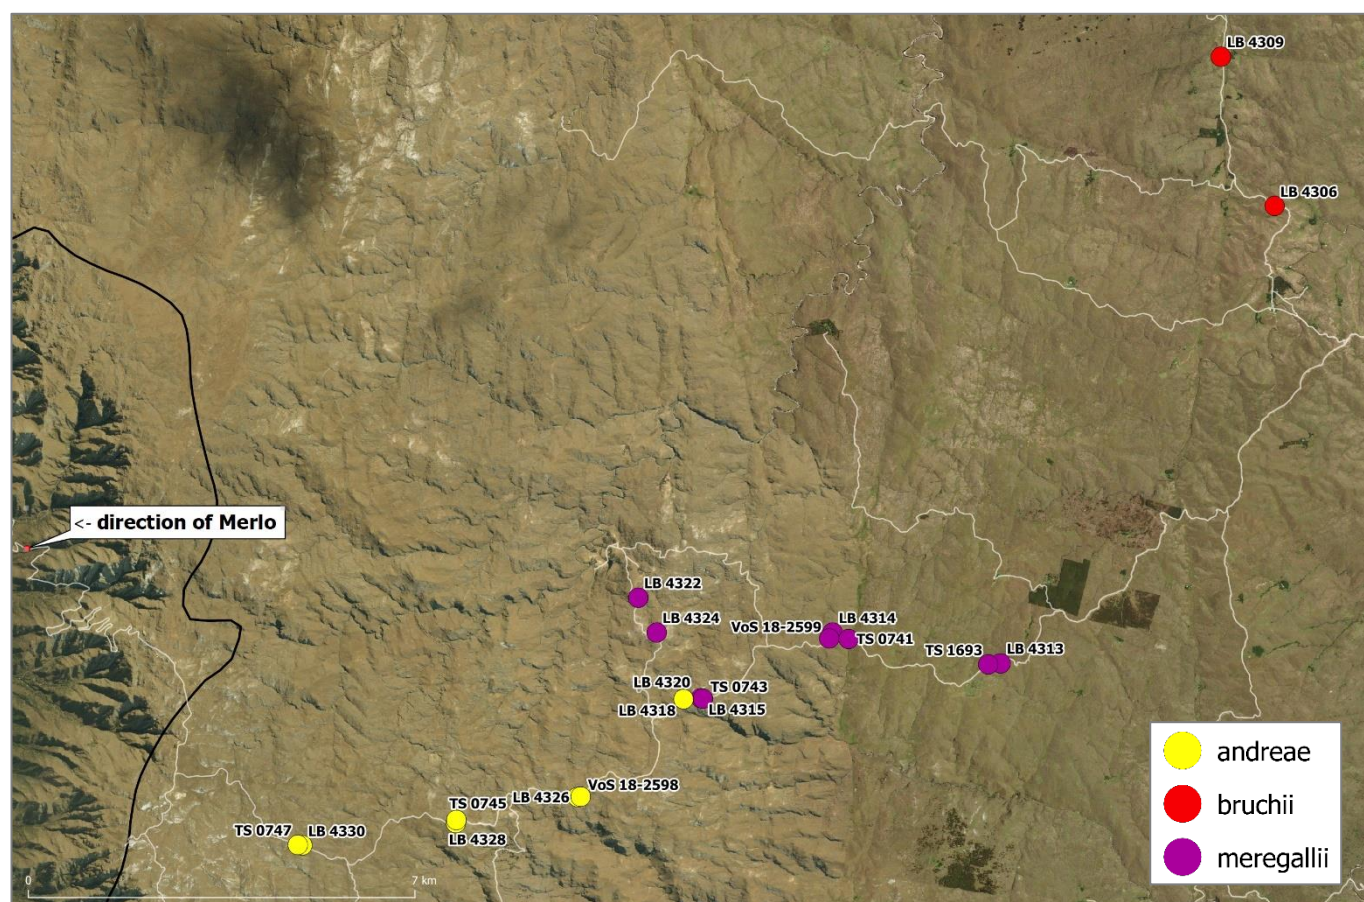 LB 4309
LB 4306
<- direction of Merlo
LB 4322
LB 4324
LB 4314
VoS 18-2599
TS 0741
TS 1693
LB 4313
LB 4320
TS 0743
LB 4318
LB 4315
VoS 18-2598
LB 4326
TS 0745
LB 4328
TS 0747
LB 4330
0
7 km
andreae
bruchii
meregallii